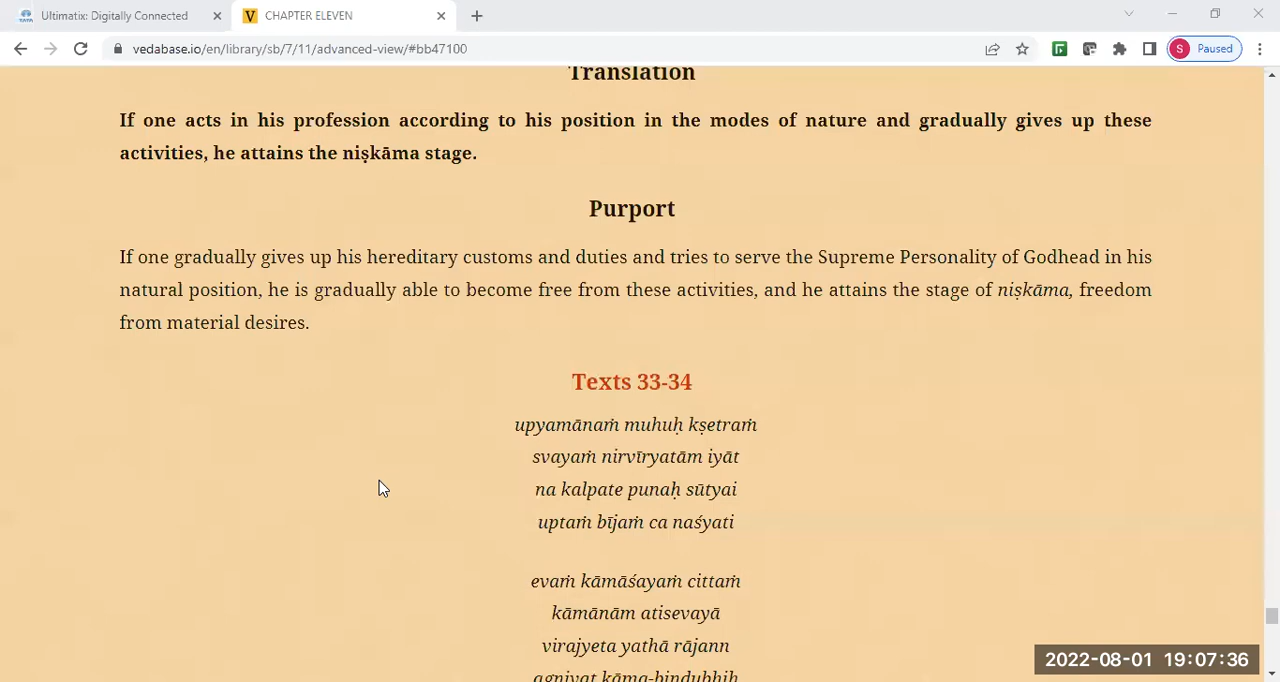 Ultimatix: Digitally Connected
CHAPTER ELEVEN
vedabase.io/en/library/sb/7/11/advanced-view/#bb47100
S
Paused
Translation
If one acts in his profession according to his position in the modes of nature and gradually gives up these
activities, he attains the niṣkāma stage.
Purport
If one gradually gives up his hereditary customs and duties and tries to serve the Supreme Personality of Godhead in his
natural position, he is gradually able to become free from these activities, and he attains the stage of niṣkāma, freedom
from material desires.
Texts 33-34
upyamānaṁ muhuḥ kṣetraṁ
svayaṁ nirvīryatām iyāt
na kalpate punaḥ sūtyai
uptaṁ bījaṁ ca naśyati
evaṁ kāmāśayaṁ cittaṁ
kāmānām atisevayā
virajyeta yathā rājann
agnivat kāma-bindubhiḥ
2022-08-01 19:07:36